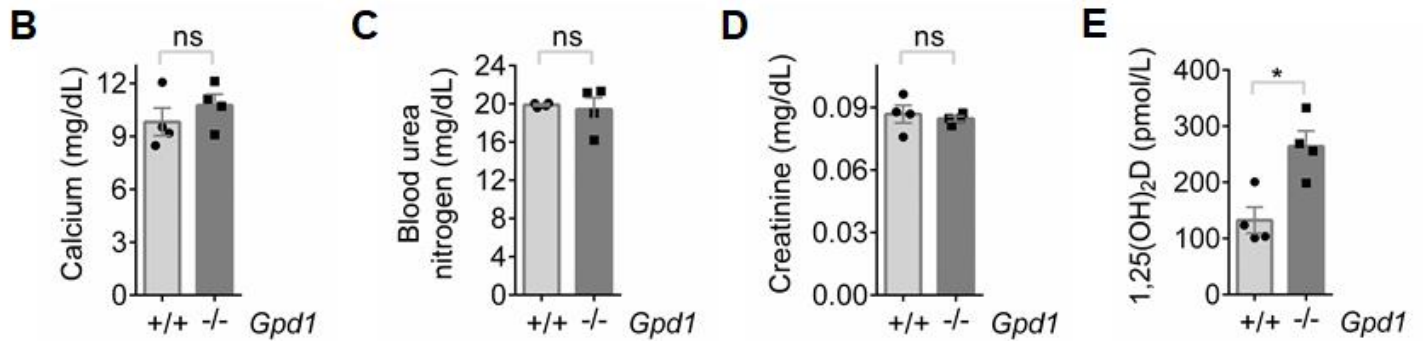 B
ns
Calcium (mg/dL)
12
9
6
3
0
+/+ -/- Gpd1
C
ns
Blood urea
nitrogen (mg/dL)
24
20
16
12
8
4
0
+/+ -/- Gpd1
D
ns
Creatinine (mg/dL)
0.09
0.06
0.03
0.00
+/+ -/- Gpd1
E
*
1,25(OH)₂D (pmol/L)
400
300
200
100
0
+/+ -/- Gpd1